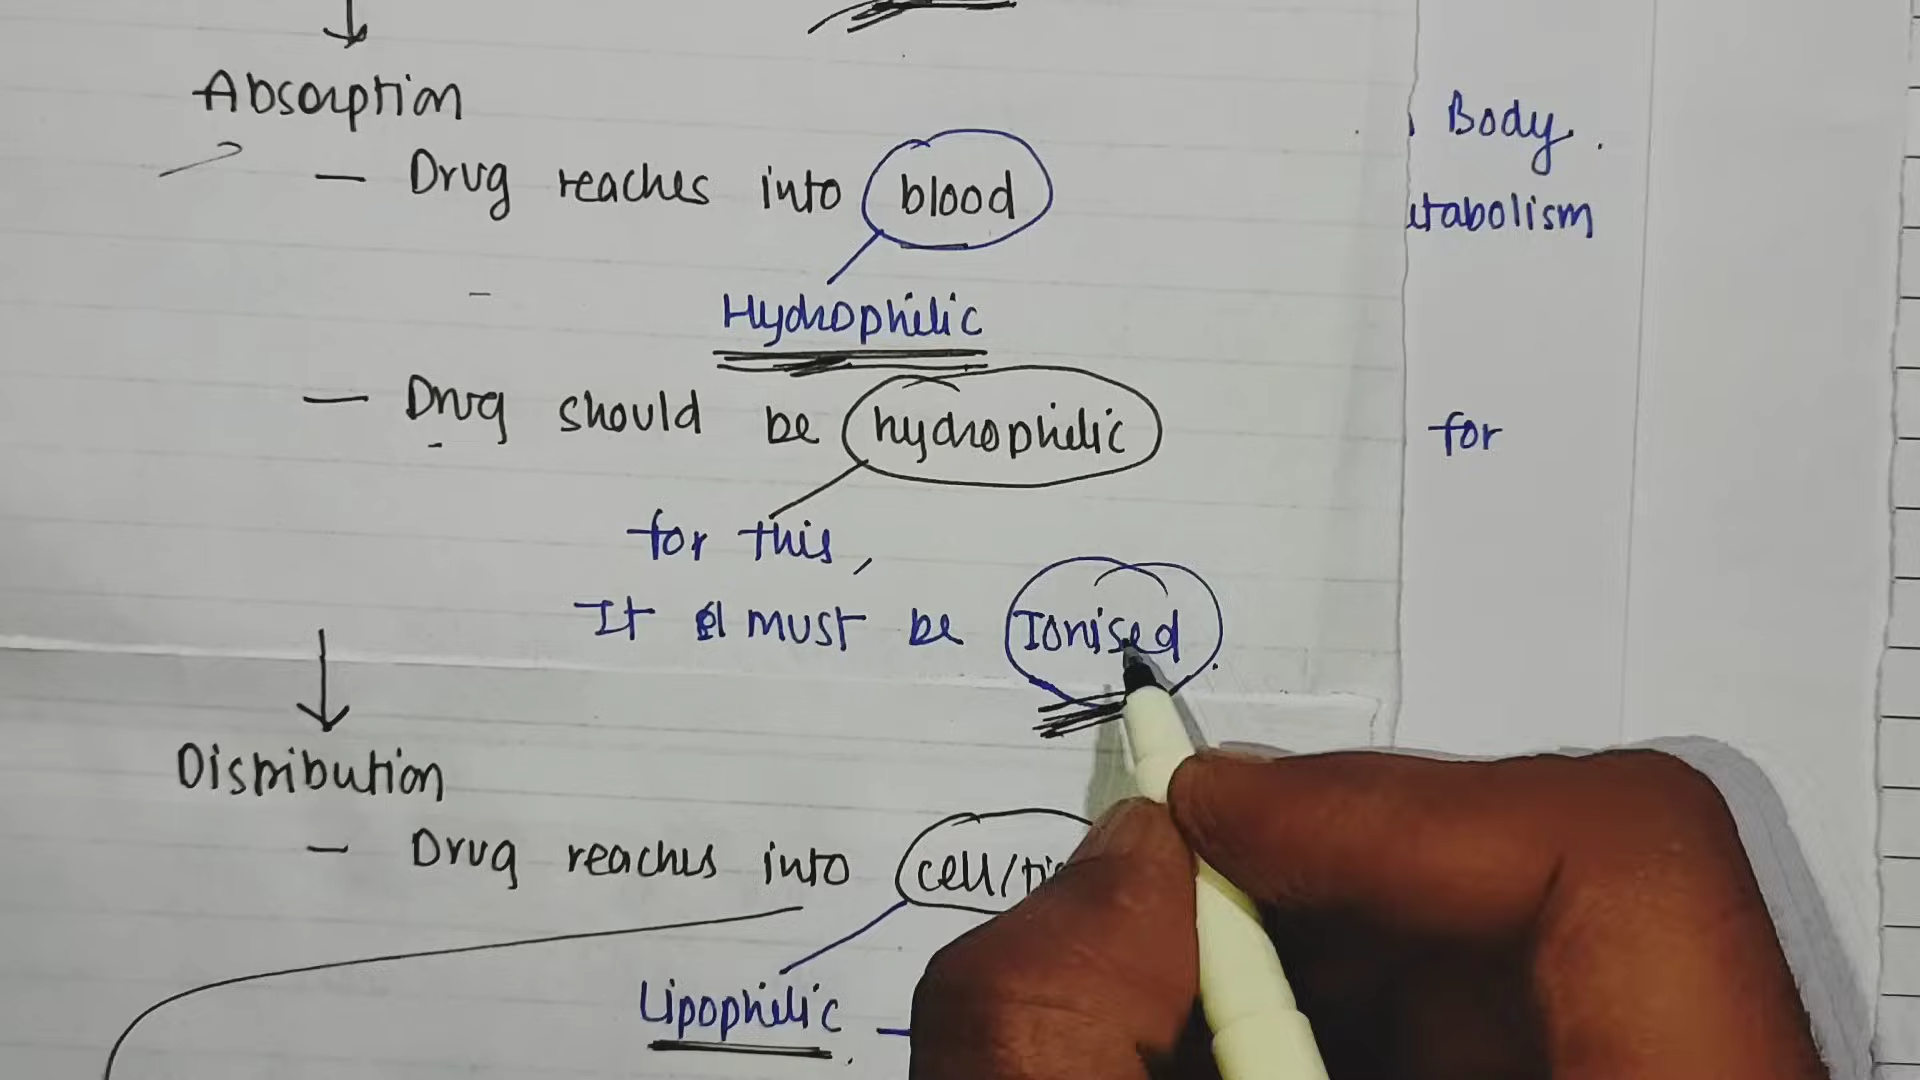 Absorption
— Drug reaches into blood
Hydrophilic
— Drug should be hydrophilic
for this,
It must be Ionised.
Distribution
— Drug reaches into cell/
Lipophilic —
Body.
for